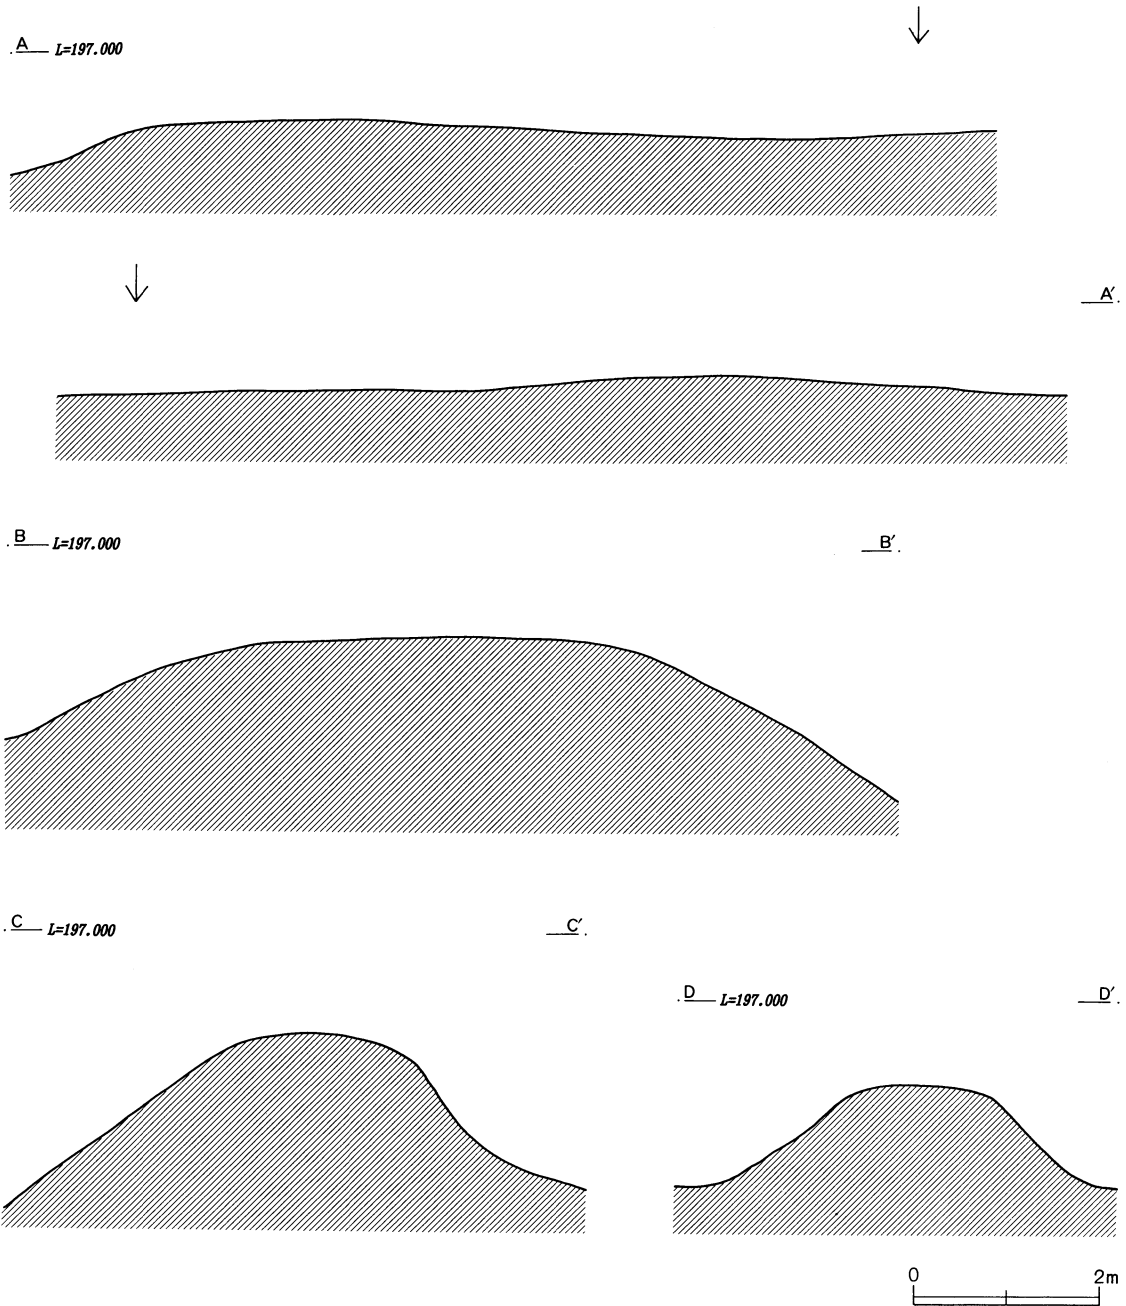 A L=197.000
A′
B L=197.000 B′
C L=197.000 C′
D L=197.000 D′
0 2m